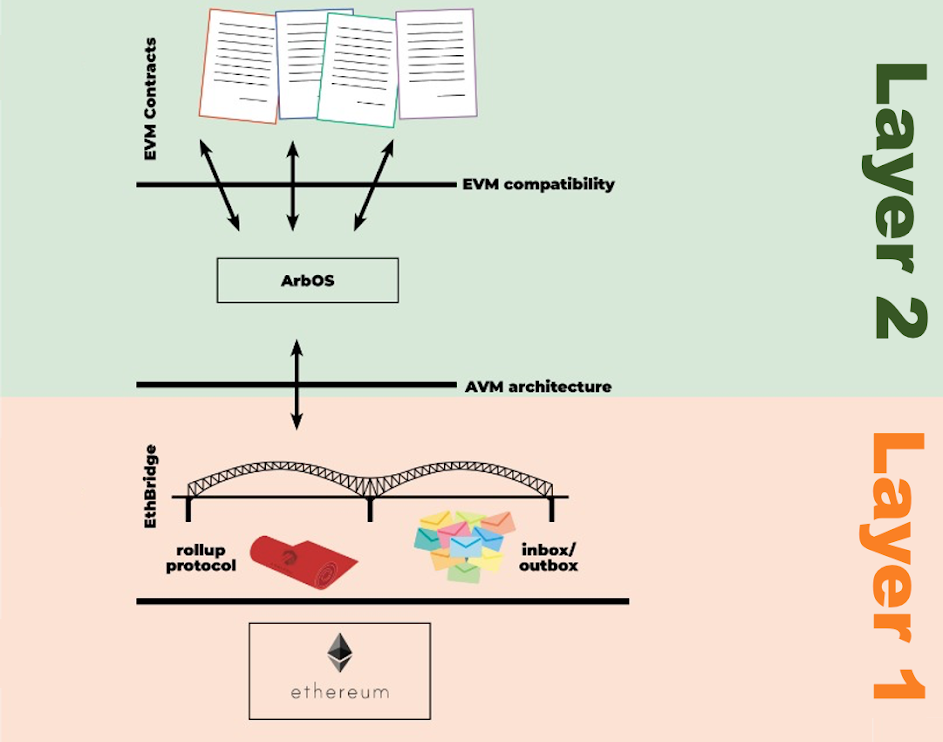 EVM Contracts
EVM compatibility
ArbOS
AVM architecture
Layer 2
EthBridge
rollup
protocol
inbox/
outbox
ethereum
Layer 1